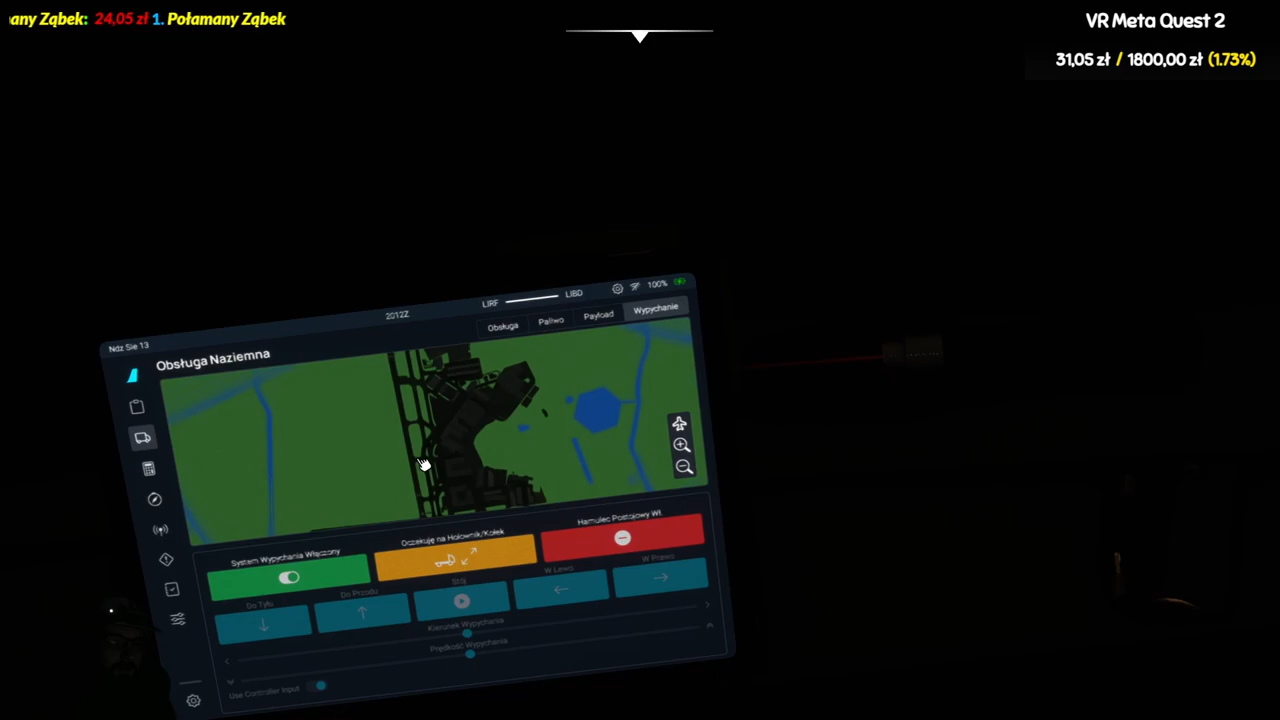 any Ząbek: 24,05 zł 1. Połamany Ząbek
VR Meta Quest 2
31,05 zł / 1800,00 zł (1.73%)
Ndz Sie 13
2012Z
LIRF
LIBD
100%
Obsługa Naziemna
Obsługa
Paliwo
Payload
Wypychanie
System Wypychania Włączony
Oczekuję na Holownik/Kołek
Hamulec Postojowy Wł.
Do Tyłu
Do Przodu
Stój
W Lewo
W Prawo
Kierunek Wypychania
Prędkość Wypychania
Use Controller Input